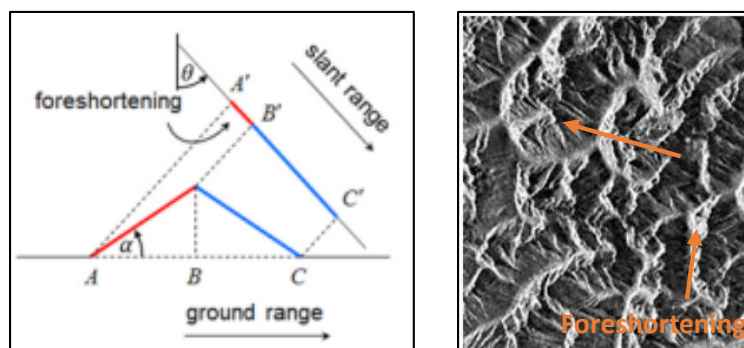 θ
A′
foreshortening
B′
slant range
C′
α
A
B
C
ground range
Foreshortening